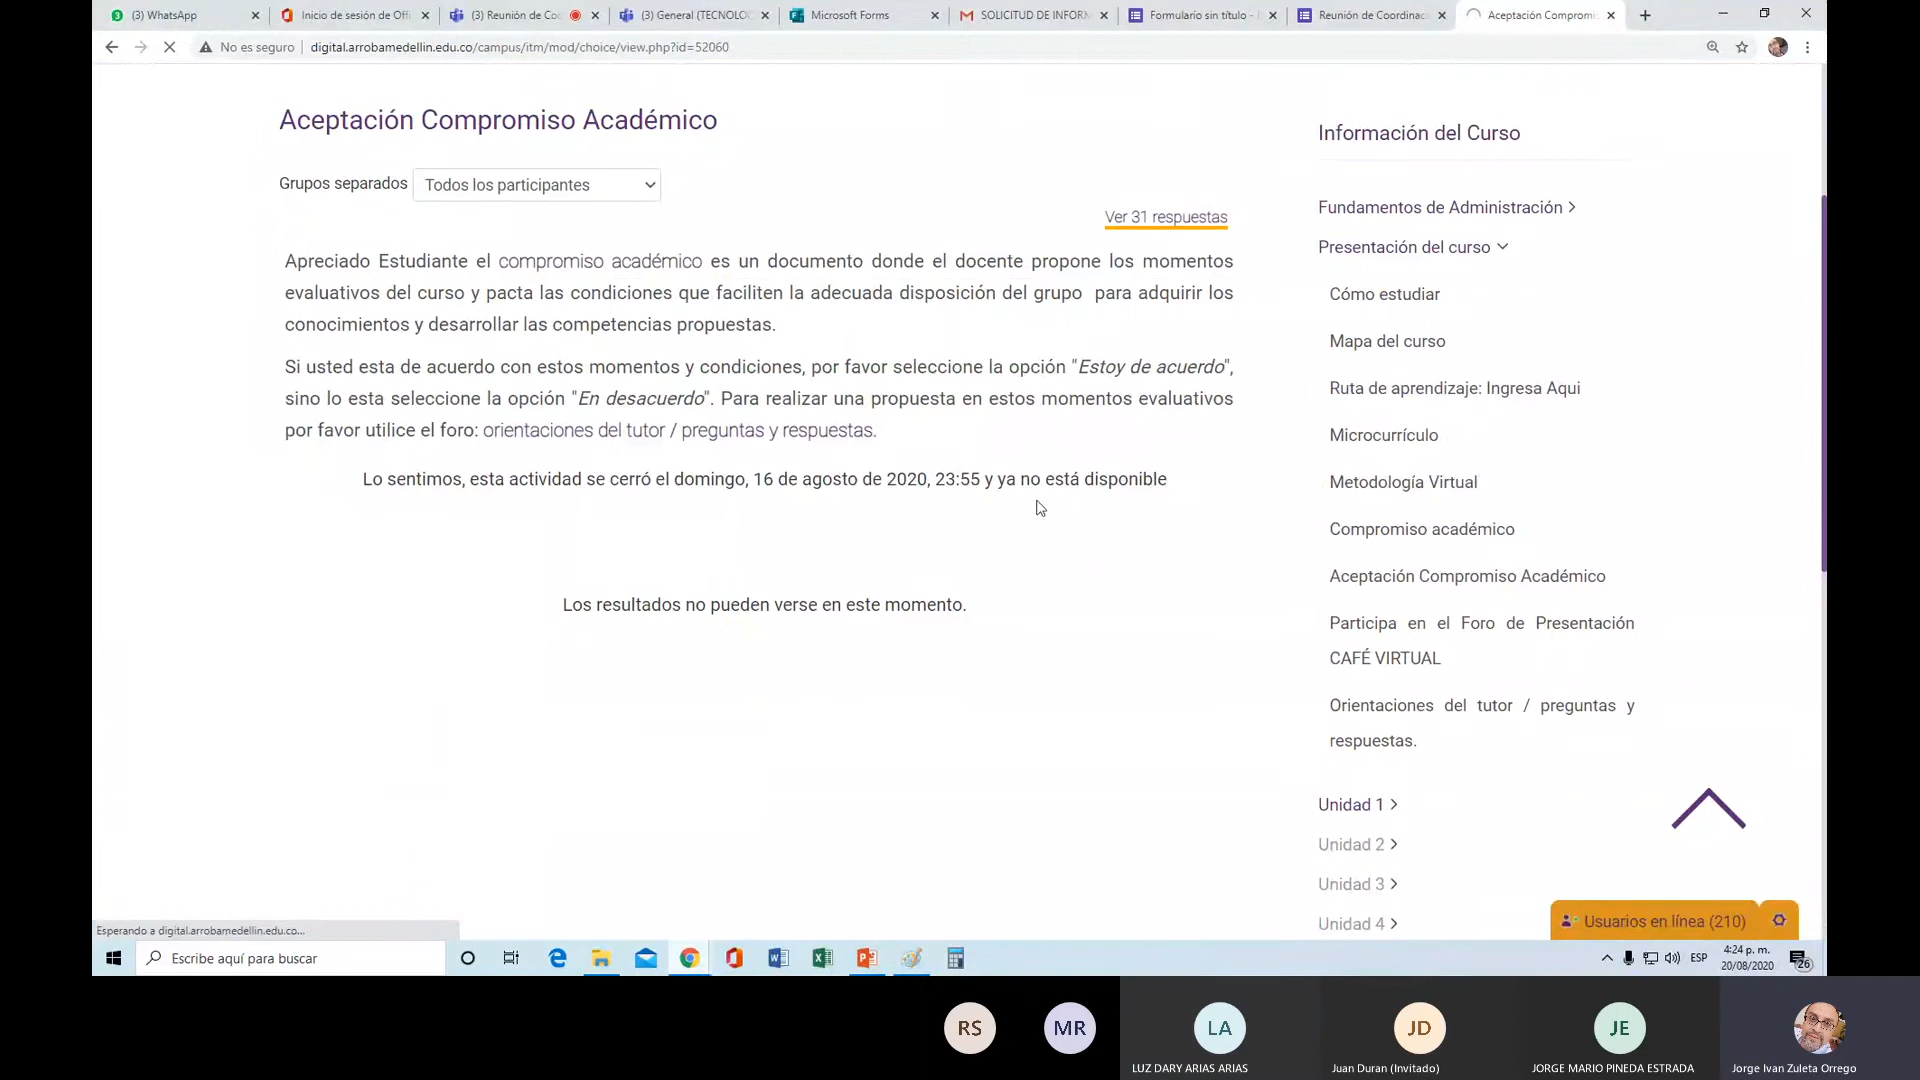 (3) WhatsApp
Inicio de sesión de Ofi
(3) Reunión de Coo
(3) General (TECNOLOG
Microsoft Forms
SOLICITUD DE INFORM
Formulario sin título -
Reunión de Coordinaci
Aceptación Compromi
No es seguro
digital.arrobamedellin.edu.co/campus/itm/mod/choice/view.php?id=52060
Aceptación Compromiso Académico
Grupos separados Todos los participantes
Ver 31 respuestas
Apreciado Estudiante el compromiso académico es un documento donde el docente propone los momentos
evaluativos del curso y pacta las condiciones que faciliten la adecuada disposición del grupo para adquirir los
conocimientos y desarrollar las competencias propuestas.
Si usted esta de acuerdo con estos momentos y condiciones, por favor seleccione la opción "Estoy de acuerdo",
sino lo esta seleccione la opción "En desacuerdo". Para realizar una propuesta en estos momentos evaluativos
por favor utilice el foro: orientaciones del tutor / preguntas y respuestas.
Lo sentimos, esta actividad se cerró el domingo, 16 de agosto de 2020, 23:55 y ya no está disponible
Los resultados no pueden verse en este momento.
Información del Curso
Fundamentos de Administración
Presentación del curso
Cómo estudiar
Mapa del curso
Ruta de aprendizaje: Ingresa Aqui
Microcurrículo
Metodología Virtual
Compromiso académico
Aceptación Compromiso Académico
Participa en el Foro de Presentación
CAFÉ VIRTUAL
Orientaciones del tutor / preguntas y
respuestas.
Unidad 1
Unidad 2
Unidad 3
Unidad 4
Usuarios en línea (210)
Esperando a digital.arrobamedellin.edu.co...
Escribe aquí para buscar
ESP
4:24 p. m.
20/08/2020
26
RS
MR
LA
JD
JE
LUZ DARY ARIAS ARIAS
Juan Duran (Invitado)
JORGE MARIO PINEDA ESTRADA
Jorge Ivan Zuleta Orrego